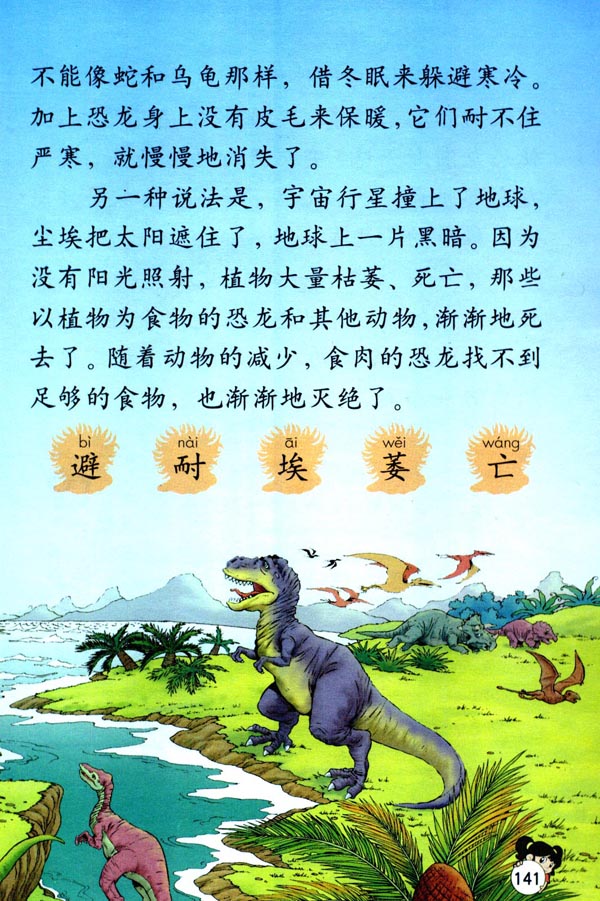 不能像蛇和乌龟那样，借冬眠来躲避寒冷。
加上恐龙身上没有皮毛来保暖，它们耐不住
严寒，就慢慢地消失了。
另一种说法是，宇宙行星撞上了地球，
尘埃把太阳遮住了，地球上一片黑暗。因为
没有阳光照射，植物大量枯萎、死亡，那些
以植物为食物的恐龙和其他动物，渐渐地死
去了。随着动物的减少，食肉的恐龙找不到
足够的食物，也渐渐地灭绝了。
bì nài āi wěi wáng
避 耐 埃 萎 亡
141